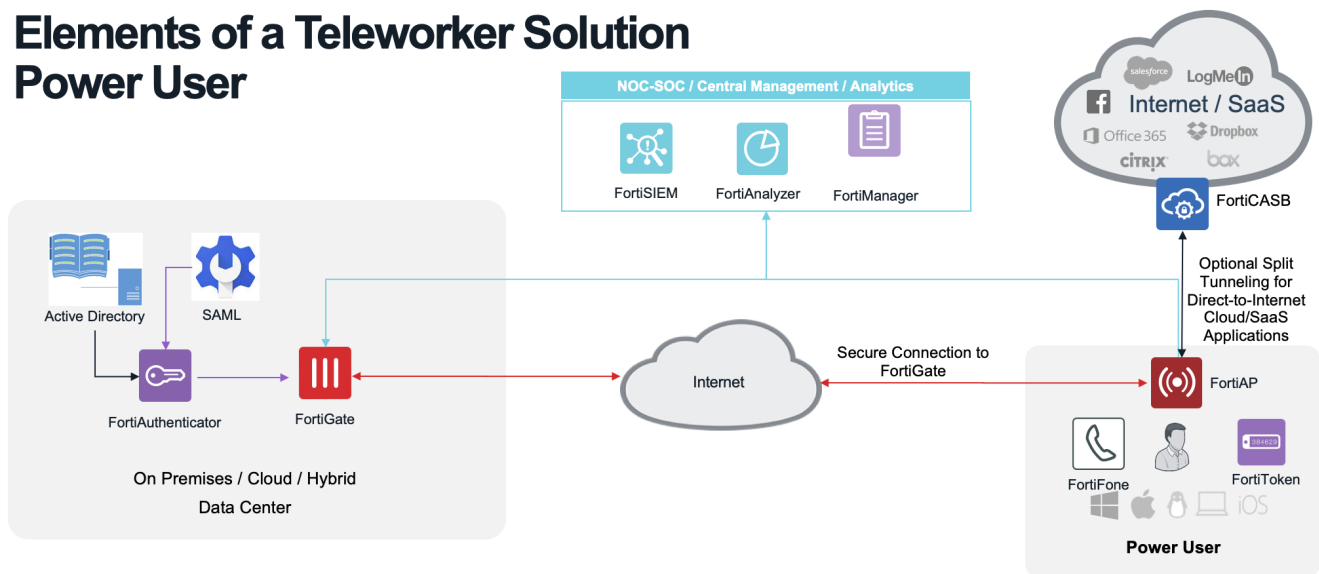 Elements of a Teleworker Solution
Power User
NOC-SOC / Central Management / Analytics
FortiSIEM
FortiAnalyzer
FortiManager
salesforce
LogMeIn
Internet / SaaS
Office 365
Dropbox
CITRIX
box
FortiCASB
Optional Split
Tunneling for
Direct-to-Internet
Cloud/SaaS
Applications
Active Directory
SAML
FortiAuthenticator
FortiGate
On Premises / Cloud / Hybrid
Data Center
Internet
Secure Connection to
FortiGate
FortiAP
384629
FortiFone
FortiToken
iOS
Power User